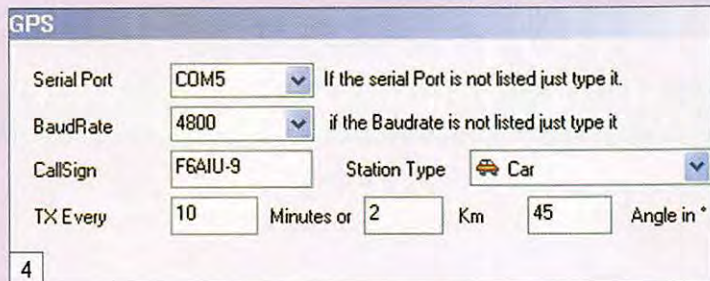 GPS
Serial Port COM5 If the serial Port is not listed just type it.
BaudRate 4800 if the Baudrate is not listed just type it
CallSign F6AIU-9 Station Type Car
TX Every 10 Minutes or 2 Km 45 Angle in °
4